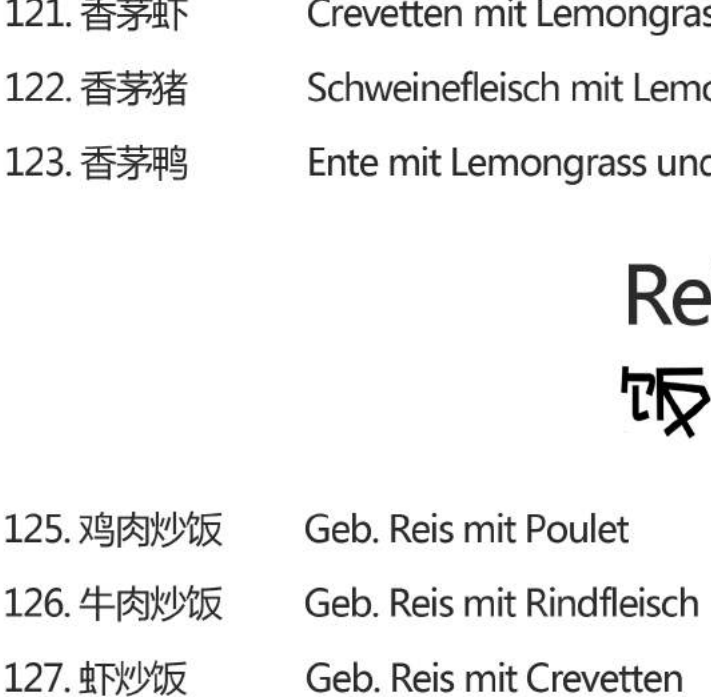 121. 香茅虾 Crevetten mit Lemongras
122. 香茅猪 Schweinefleisch mit Lemo
123. 香茅鸭 Ente mit Lemongrass und
Re
饭
125. 鸡肉炒饭 Geb. Reis mit Poulet
126. 牛肉炒饭 Geb. Reis mit Rindfleisch
127. 虾炒饭 Geb. Reis mit Crevetten